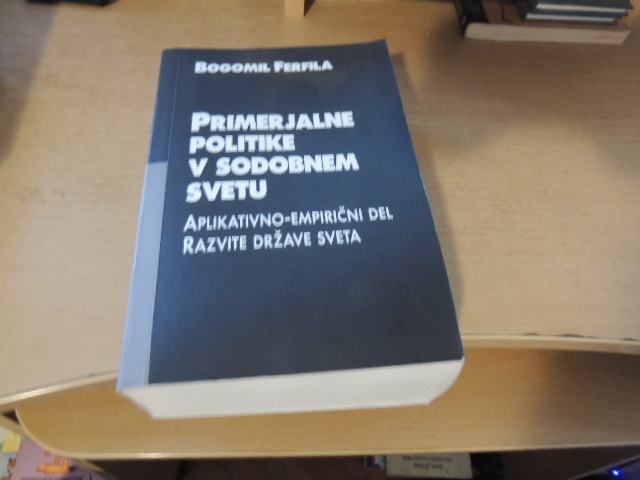 BOGOMIL FERFILA
PRIMERJALNE
POLITIKE
V SODOBNEM
SVETU
APLIKATIVNO-EMPIRIČNI DEL
RAZVITE DRŽAVE SVETA